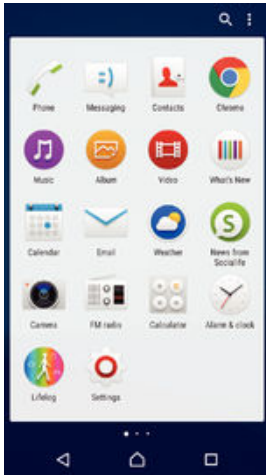 Phone Messaging Contacts Chrome
Music Album Video What's New
Calendar Email Weather News from
Socialife
Camera FM radio Calculator Alarm & clock
Lifelog Settings